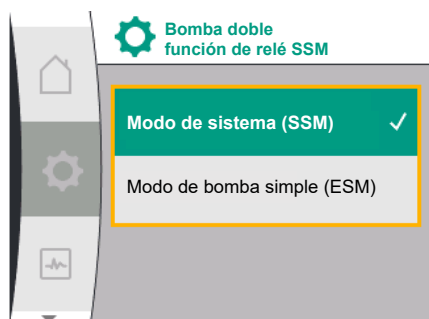 Bomba doble
función de relé SSM
Modo de sistema (SSM)
Modo de bomba simple (ESM)